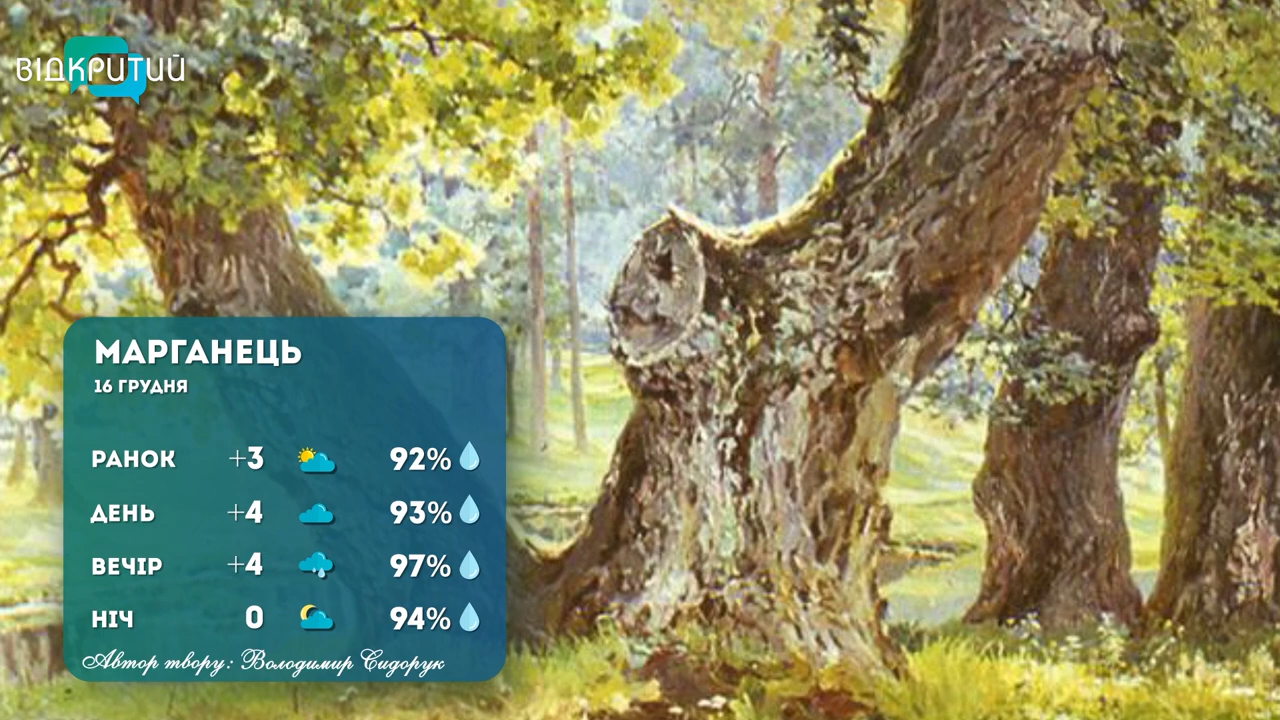 ВІДКРИТИЙ
МАРГАНЕЦЬ
16 ГРУДНЯ
РАНОК +3 92%
ДЕНЬ +4 93%
ВЕЧІР +4 97%
НІЧ 0 94%
Автор твору: Володимир Сидорук